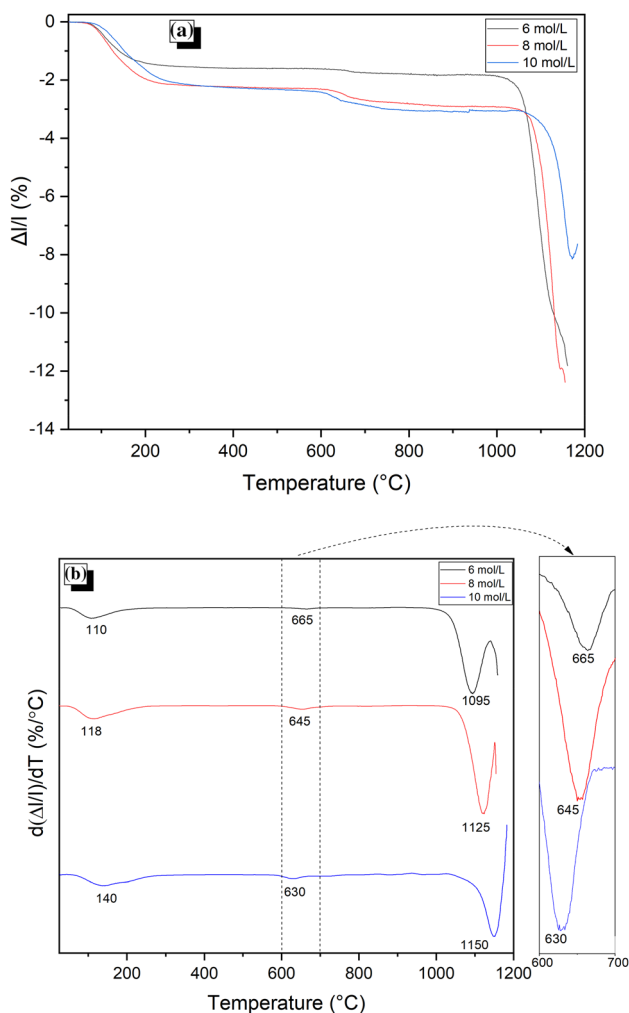 (a)
6 mol/L
8 mol/L
10 mol/L
0
-2
-4
-6
-8
-10
-12
-14
Δl/l (%)
200 400 600 800 1000 1200
Temperature (°C)
(b)
6 mol/L
8 mol/L
10 mol/L
110
665
1095
118
645
1125
140
630
1150
d(Δl/l)/dT (%/°C)
200 400 600 800 1000 1200
Temperature (°C)
665
645
630
600 700